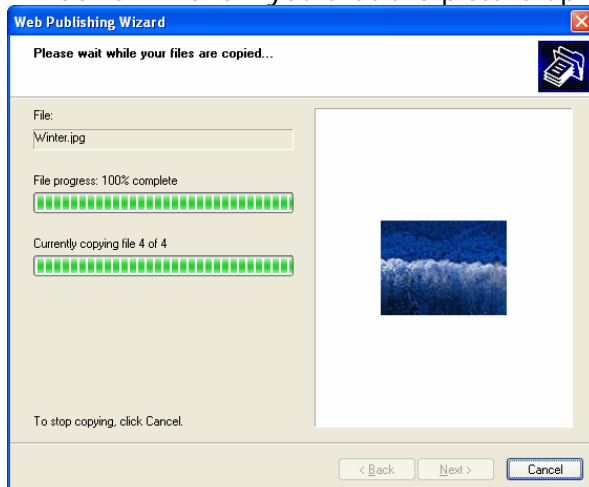 Web Publishing Wizard
Please wait while your files are copied...
File:
Winter.jpg
File progress: 100% complete
Currently copying file 4 of 4
To stop copying, click Cancel.
< Back Next > Cancel